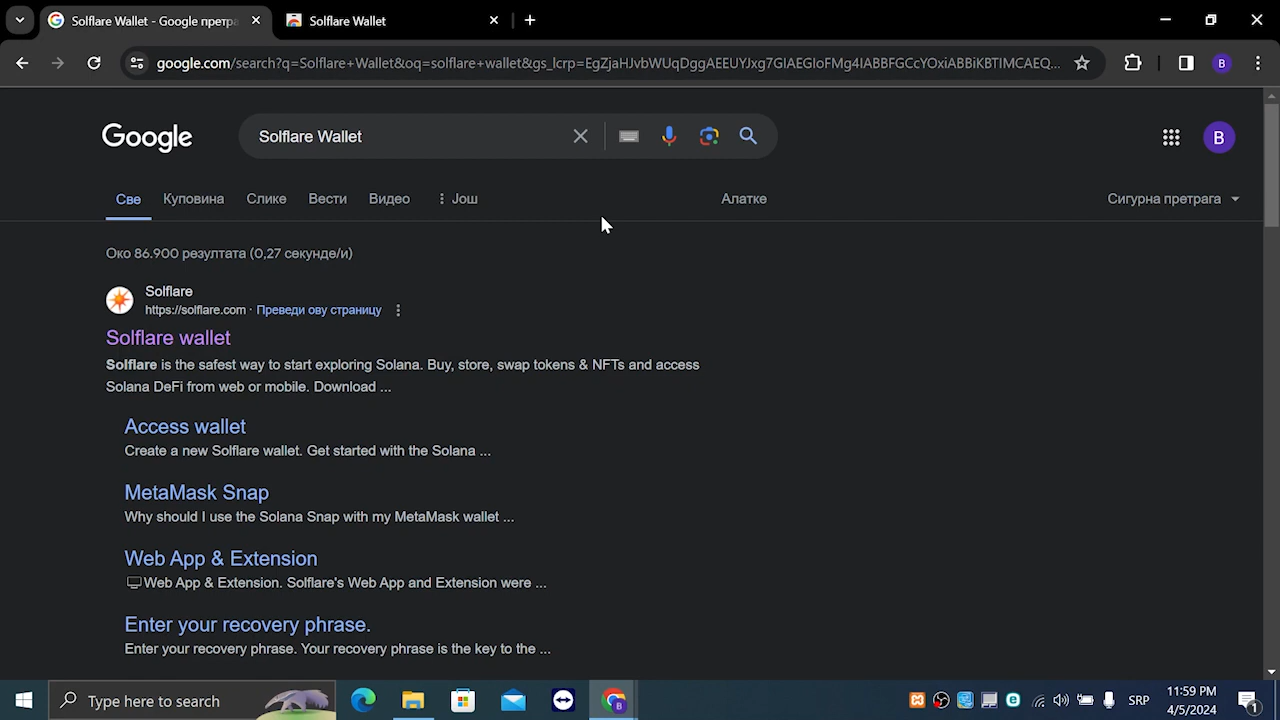 Solflare Wallet - Google претра
Solflare Wallet
google.com/search?q=Solflare+Wallet&oq=solflare+wallet&gs_lcrp=EgZjaHJvbWUqDggAEEUYJxg7GIAEGIoFMg4IABBFGCcYOxiABBiKBTIMCAEQ...
B
Google
Solflare Wallet
B
Све
Куповина
Слике
Вести
Видео
Још
Алатке
Сигурна претрага
Око 86.900 резултата (0,27 секунде/и)
Solflare
https://solflare.com · Преведи ову страницу
Solflare wallet
Solflare is the safest way to start exploring Solana. Buy, store, swap tokens & NFTs and access
Solana DeFi from web or mobile. Download ...
Access wallet
Create a new Solflare wallet. Get started with the Solana ...
MetaMask Snap
Why should I use the Solana Snap with my MetaMask wallet ...
Web App & Extension
Web App & Extension. Solflare's Web App and Extension were ...
Enter your recovery phrase.
Enter your recovery phrase. Your recovery phrase is the key to the ...
Type here to search
B
SRP
11:59 PM
4/5/2024
1